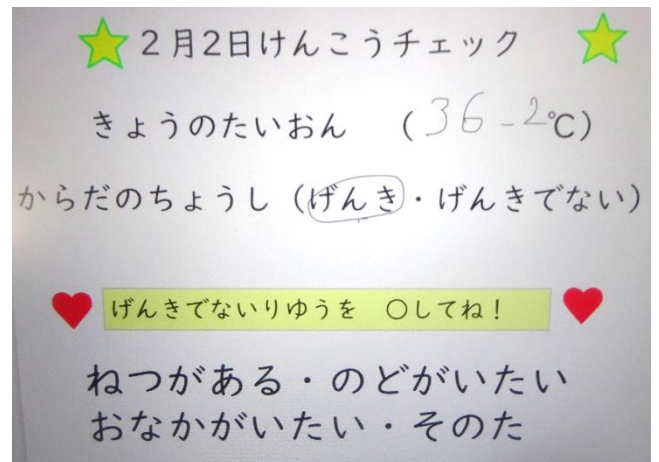 2月2日けんこうチェック
きょうのたいおん （36-2℃）
からだのちょうし（げんき・げんきでない）
げんきでないりゆうを 〇してね！
ねつがある・のどがいたい
おなかがいたい・そのた